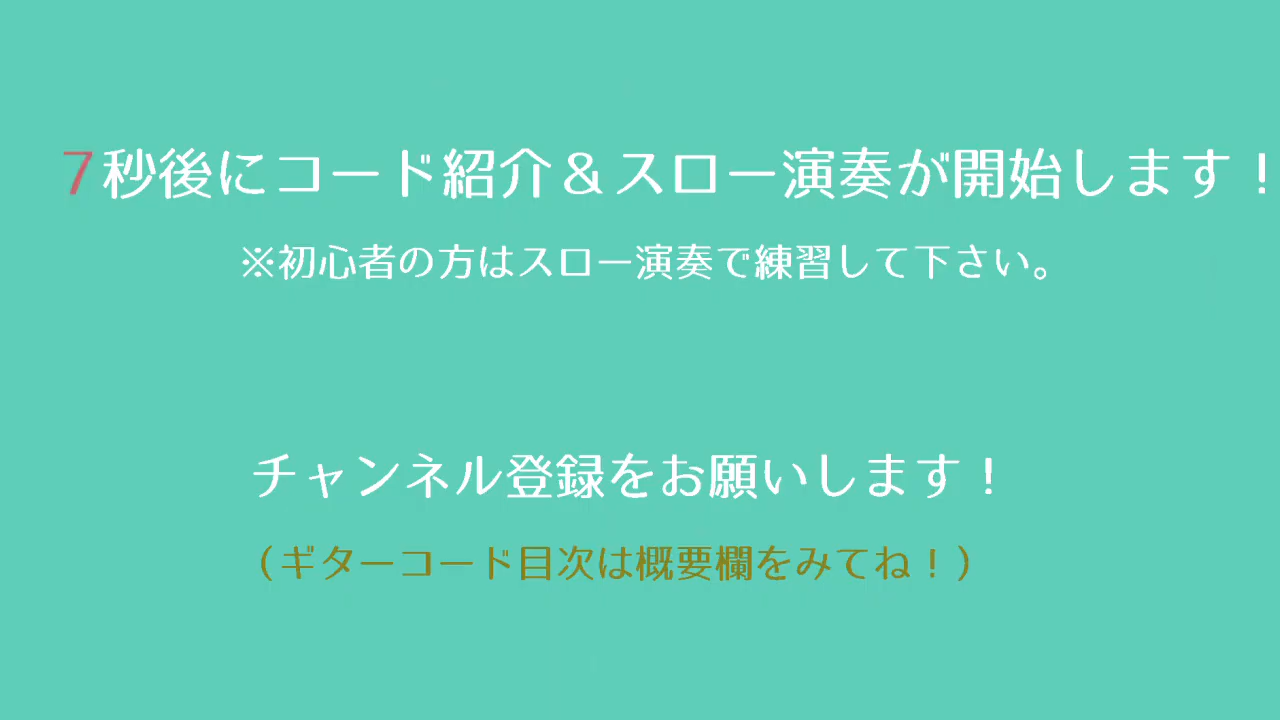 7秒後にコード紹介＆スロー演奏が開始します！
※初心者の方はスロー演奏で練習して下さい。
チャンネル登録をお願いします！
（ギターコード目次は概要欄をみてね！）